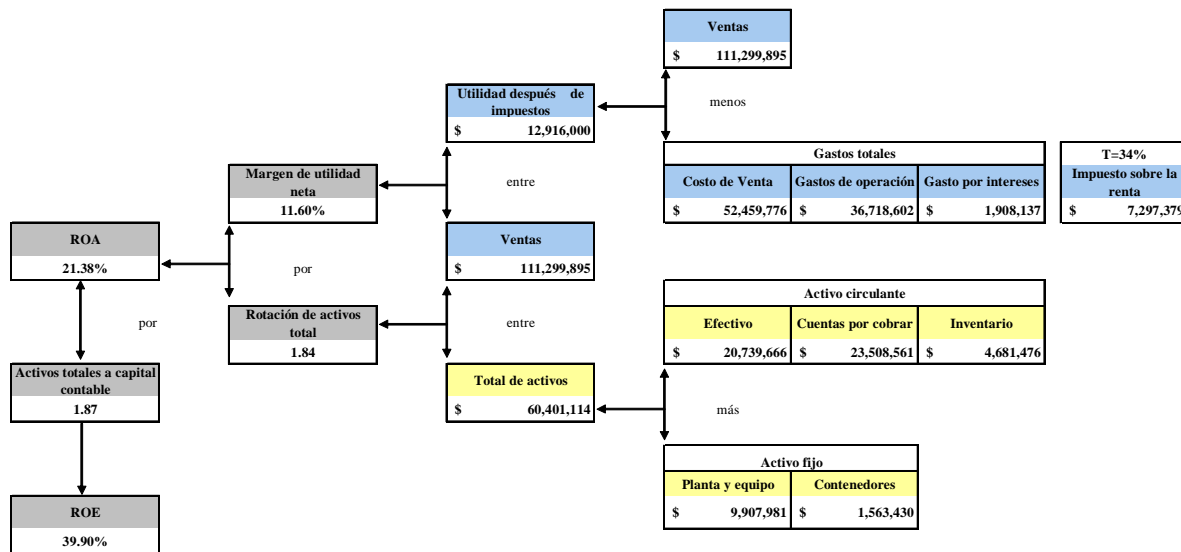 Ventas
$ 111,299,895
Utilidad después de
impuestos
$ 12,916,000
menos
Gastos totales
Costo de Venta Gastos de operación Gasto por intereses
$ 52,459,776 $ 36,718,602 $ 1,908,137
T=34%
Impuesto sobre la
renta
$ 7,297,379
Margen de utilidad
neta
11.60%
entre
ROA
21.38%
por
Ventas
$ 111,299,895
Rotación de activos
total
1.84
entre
Activo circulante
Efectivo Cuentas por cobrar Inventario
$ 20,739,666 $ 23,508,561 $ 4,681,476
por
Activos totales a capital
contable
1.87
Total de activos
$ 60,401,114
más
Activo fijo
Planta y equipo Contenedores
$ 9,907,981 $ 1,563,430
ROE
39.90%